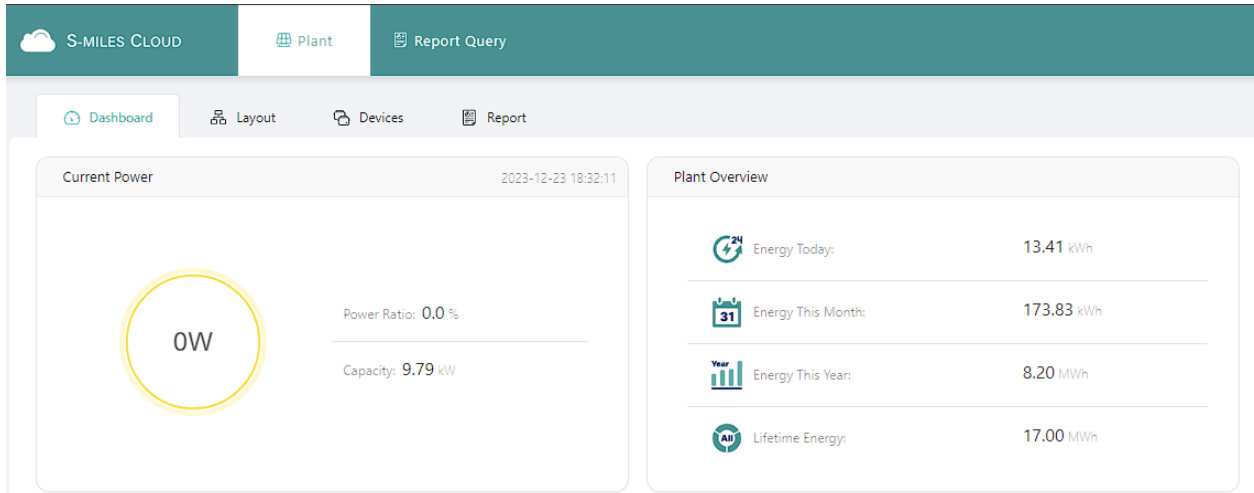 S-MILES CLOUD Plant Report Query
Dashboard Layout Devices Report
Current Power 2023-12-23 18:32:11
0W
Power Ratio: 0.0 %
Capacity: 9.79 kW
Plant Overview
24 Energy Today: 13.41 kWh
31 Energy This Month: 173.83 kWh
Year Energy This Year: 8.20 MWh
All Lifetime Energy: 17.00 MWh